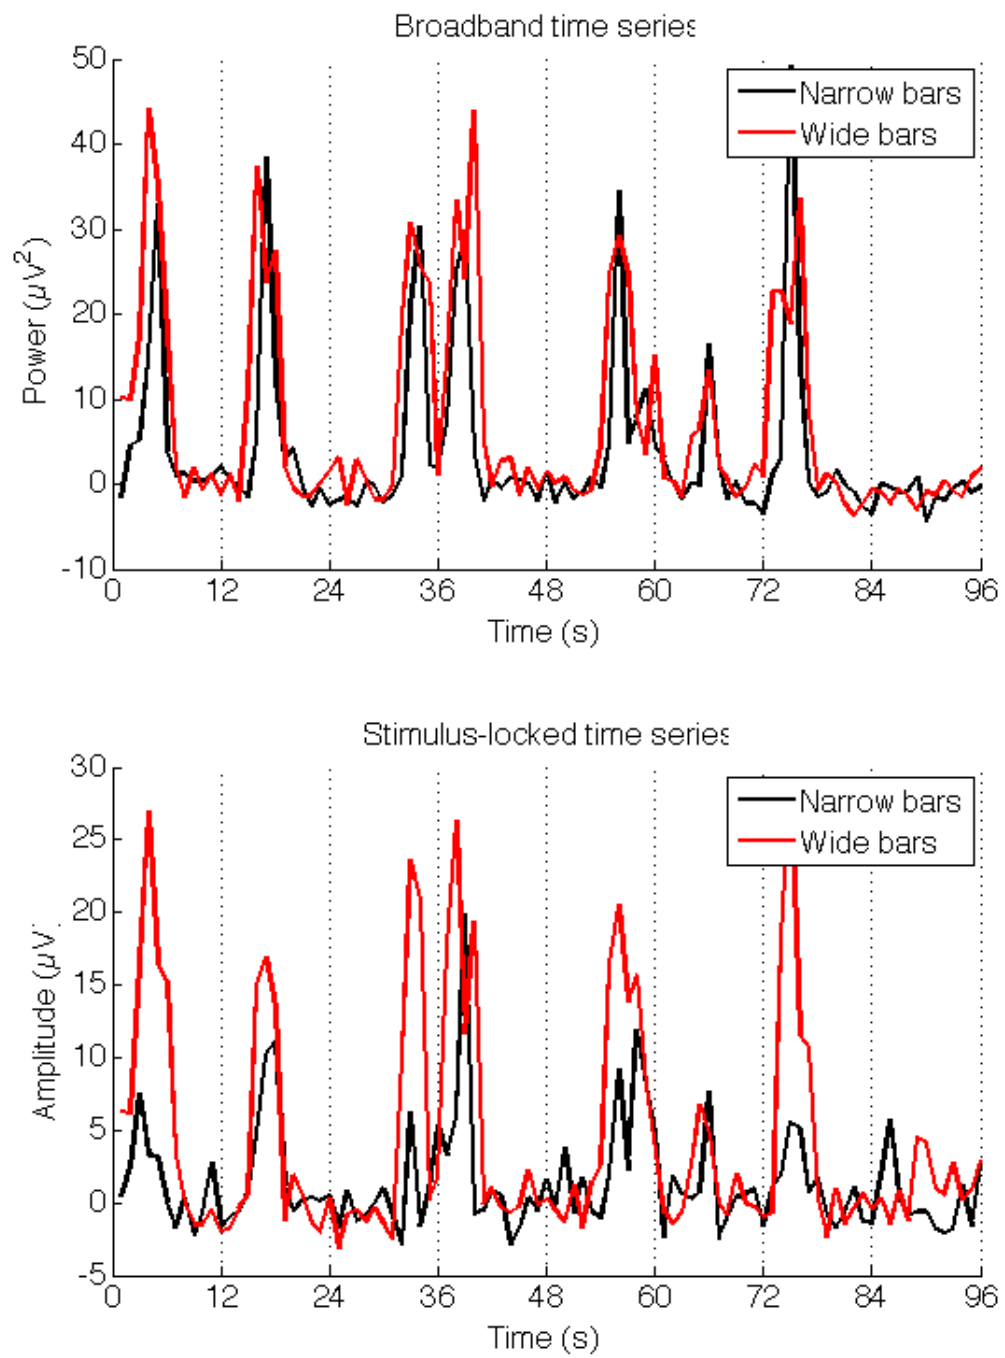 Broadband time series
50
40
30
20
10
0
-10
Power (µV²)
Narrow bars
Wide bars
0 12 24 36 48 60 72 84 96
Time (s)
Stimulus-locked time series
30
25
20
15
10
5
0
-5
Amplitude (µV
Narrow bars
Wide bars
0 12 24 36 48 60 72 84 96
Time (s)